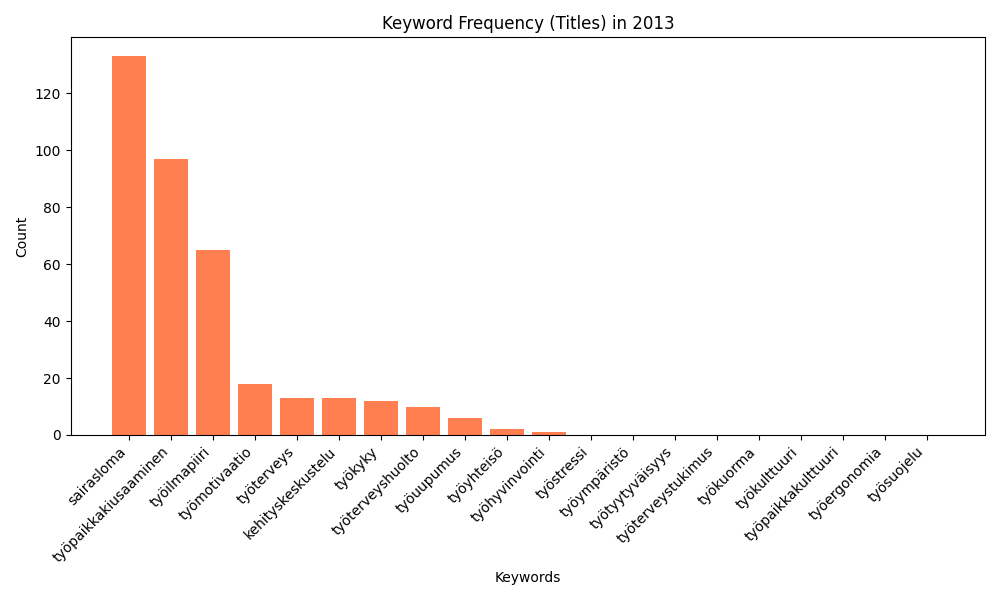 Keyword Frequency (Titles) in 2013
Count
120
100
80
60
40
20
0
sairasloma
työpaikkakiusaaminen
työilmapiiri
työmotivaatio
työterveys
kehityskeskustelu
työkyky
työterveyshuolto
työuupumus
työyhteisö
työhyvinvointi
työstressi
työympäristö
työtyytyväisyys
työterveystukimus
työkuorma
työkulttuuri
työpaikkakulttuuri
työergonomia
työsuojelu
Keywords